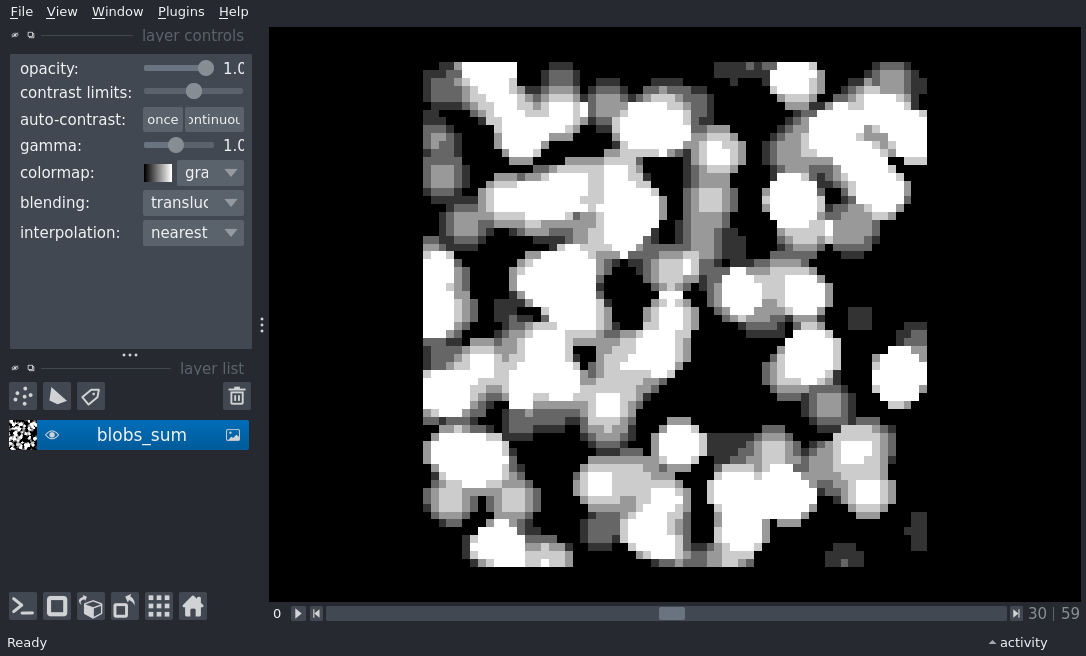 File View Window Plugins Help
layer controls
opacity: 1.0
contrast limits:
auto-contrast: once ontinuou
gamma: 1.0
colormap: gra
blending: transluc
interpolation: nearest
layer list
blobs_sum
0 30 | 59
Ready activity